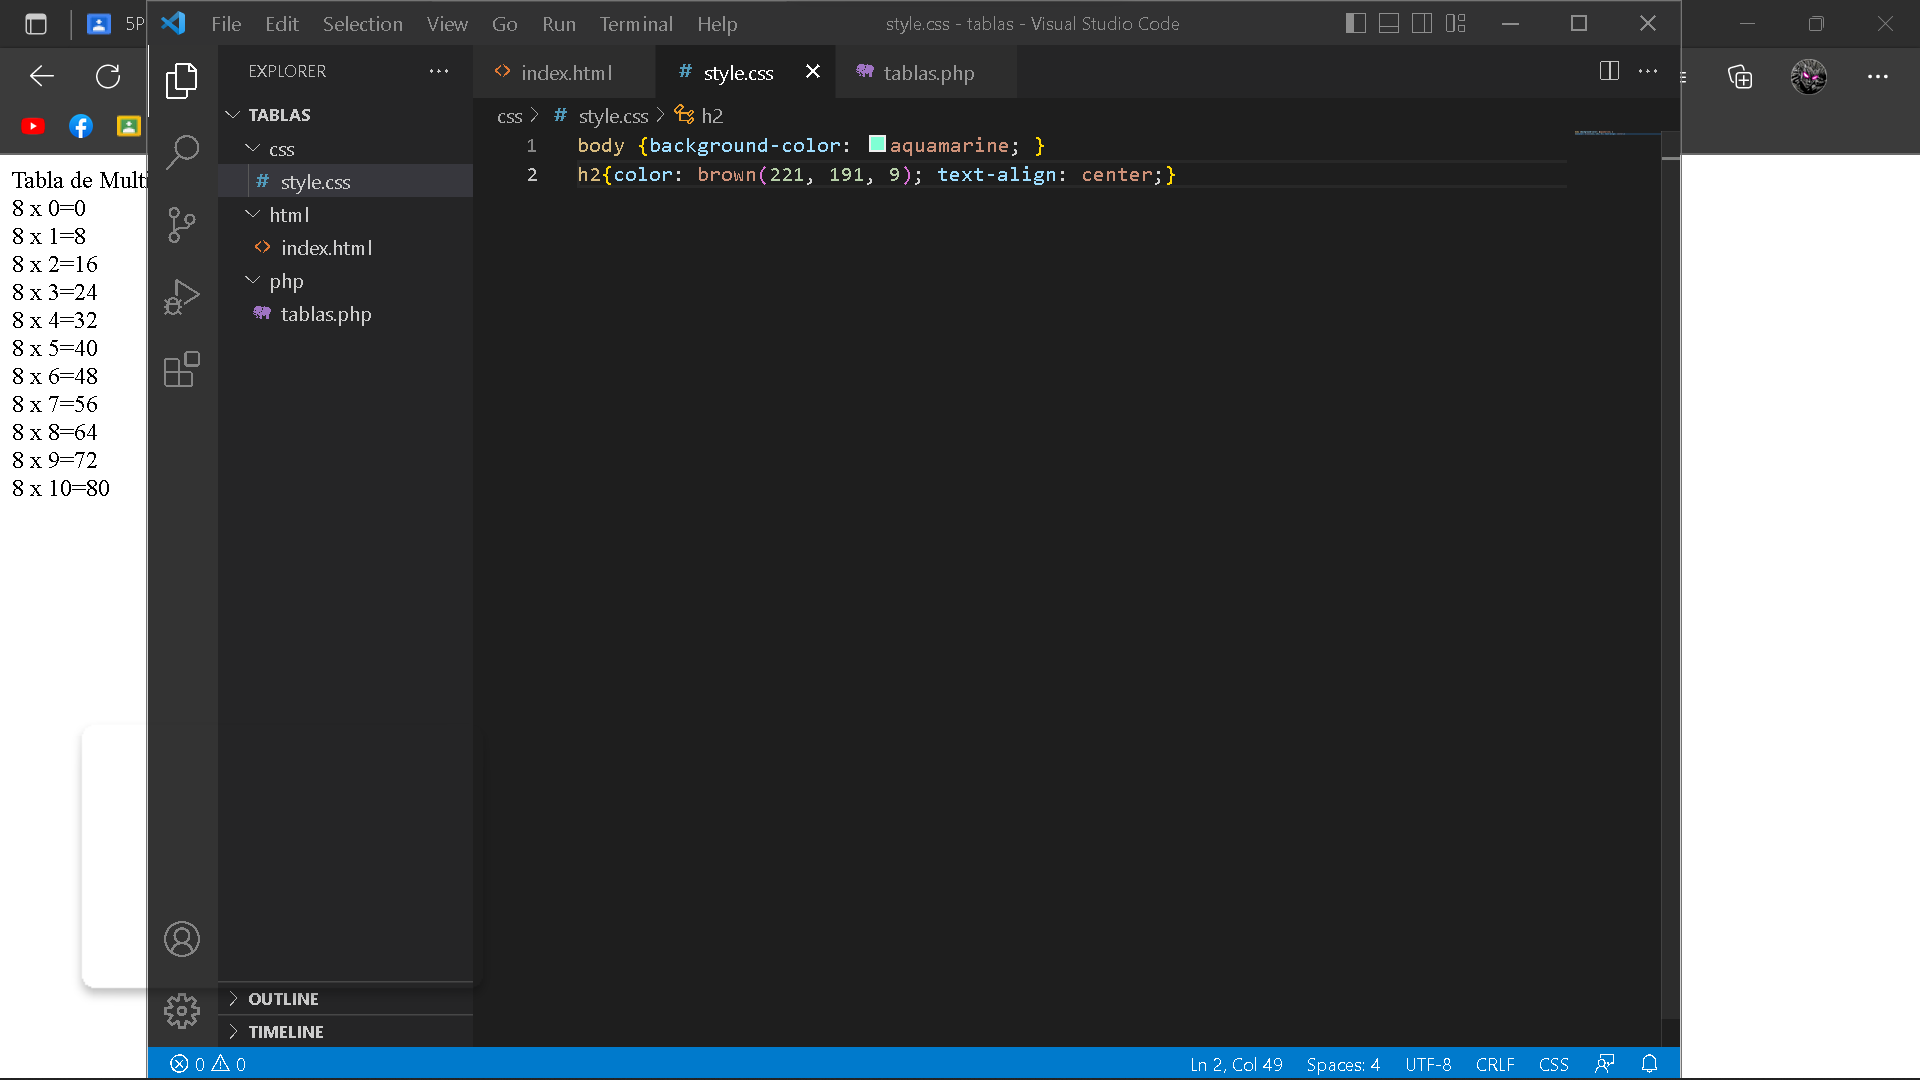 5P
File Edit Selection View Go Run Terminal Help
style.css - tablas - Visual Studio Code
EXPLORER
index.html
style.css
tablas.php
TABLAS
css
style.css
html
index.html
php
tablas.php
OUTLINE
TIMELINE
css > # style.css > h2
1 body {background-color: aquamarine; }
2 h2{color: brown(221, 191, 9); text-align: center;}
Tabla de Multi
8 x 0=0
8 x 1=8
8 x 2=16
8 x 3=24
8 x 4=32
8 x 5=40
8 x 6=48
8 x 7=56
8 x 8=64
8 x 9=72
8 x 10=80
0 0
Ln 2, Col 49 Spaces: 4 UTF-8 CRLF CSS